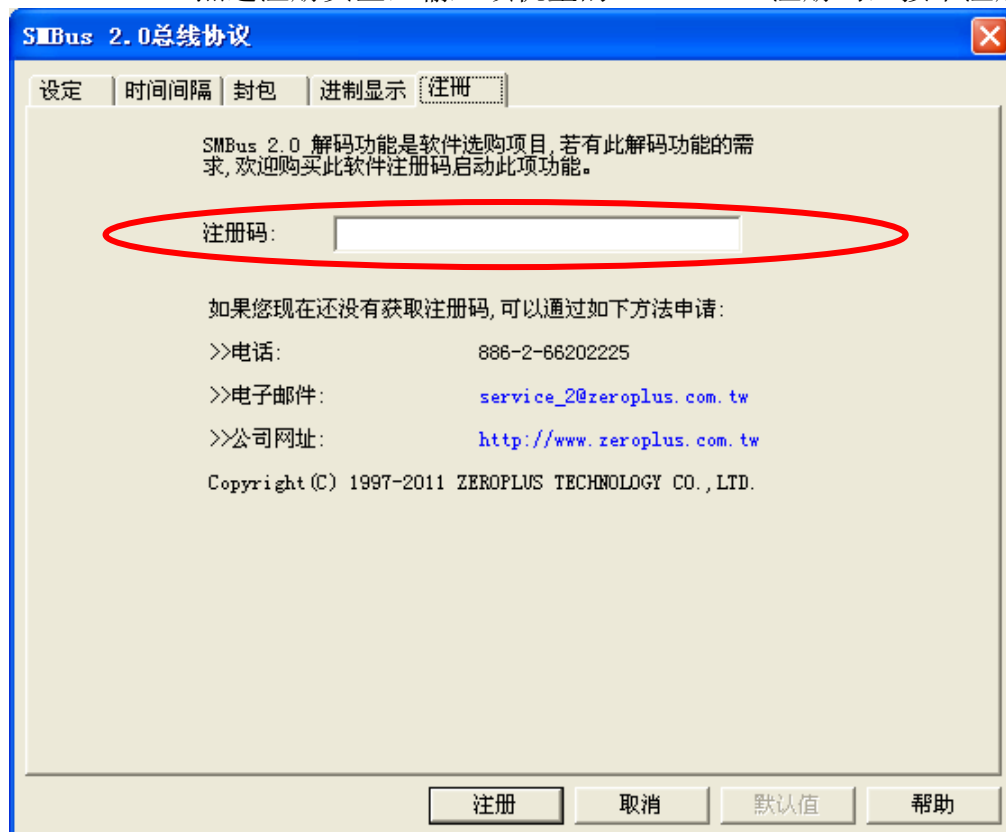 SMBus 2.0总线协议
设定 时间间隔 封包 进制显示 注册
SMBus 2.0 解码功能是软件选购项目,若有此解码功能的需
求,欢迎购买此软件注册码启动此项功能。
注册码:
如果您现在还没有获取注册码,可以通过如下方法申请:
>>电话: 886-2-66202225
>>电子邮件: service_2@zeroplus.com.tw
>>公司网址: http://www.zeroplus.com.tw
Copyright(C) 1997-2011 ZEROPLUS TECHNOLOGY CO.,LTD.
注册 取消 默认值 帮助